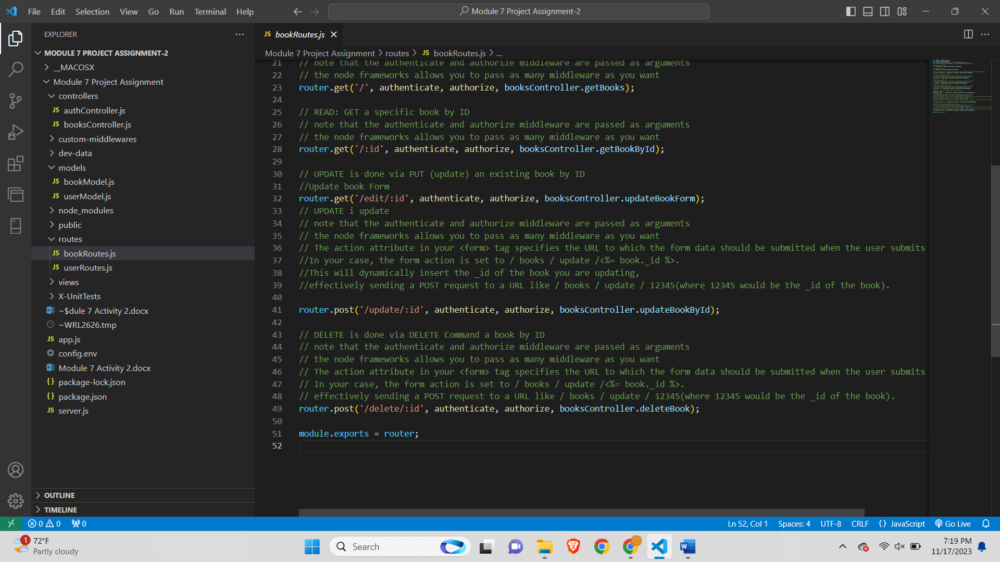 File Edit Selection View Go Run Terminal Help
Module 7 Project Assignment-2
EXPLORER
MODULE 7 PROJECT ASSIGNMENT-2
__MACOSX
Module 7 Project Assignment
controllers
JS authController.js
JS booksController.js
custom-middlewares
dev-data
models
JS bookModel.js
JS userModel.js
node_modules
public
routes
JS bookRoutes.js
JS userRoutes.js
views
X-UnitTests
~$dule 7 Activity 2.docx
~WRL2626.tmp
JS app.js
config.env
Module 7 Activity 2.docx
{} package-lock.json
{} package.json
JS server.js
OUTLINE
TIMELINE
JS bookRoutes.js
Module 7 Project Assignment > routes > JS bookRoutes.js > ...
21 // note that the authenticate and authorize middleware are passed as arguments
22 // the node frameworks allows you to pass as many middleware as you want
23 router.get('/', authenticate, authorize, booksController.getBooks);
24
25 // READ: GET a specific book by ID
26 // note that the authenticate and authorize middleware are passed as arguments
27 // the node frameworks allows you to pass as many middleware as you want
28 router.get('/:id', authenticate, authorize, booksController.getBookById);
29
30 // UPDATE is done via PUT (update) an existing book by ID
31 //Update book Form
32 router.get('/edit/:id', authenticate, authorize, booksController.updateBookForm);
33 // UPDATE i update
34 // note that the authenticate and authorize middleware are passed as arguments
35 // the node frameworks allows you to pass as many middleware as you want
36 // The action attribute in your <form> tag specifies the URL to which the form data should be submitted when the user submits
37 //In your case, the form action is set to / books / update /<%= book._id %>.
38 //This will dynamically insert the _id of the book you are updating,
39 //effectively sending a POST request to a URL like / books / update / 12345(where 12345 would be the _id of the book).
40
41 router.post('/update/:id', authenticate, authorize, booksController.updateBookById);
42
43 // DELETE is done via DELETE Command a book by ID
44 // note that the authenticate and authorize middleware are passed as arguments
45 // the node frameworks allows you to pass as many middleware as you want
46 // The action attribute in your <form> tag specifies the URL to which the form data should be submitted when the user submits
47 // In your case, the form action is set to / books / update /<%= book._id %>.
48 // effectively sending a POST request to a URL like / books / update / 12345(where 12345 would be the _id of the book).
49 router.post('/delete/:id', authenticate, authorize, booksController.deleteBook);
50
51 module.exports = router;
52
0 0 0 Ln 52, Col 1 Spaces: 4 UTF-8 CRLF {} JavaScript Go Live
1 72°F
Partly cloudy
Search
7:19 PM
11/17/2023